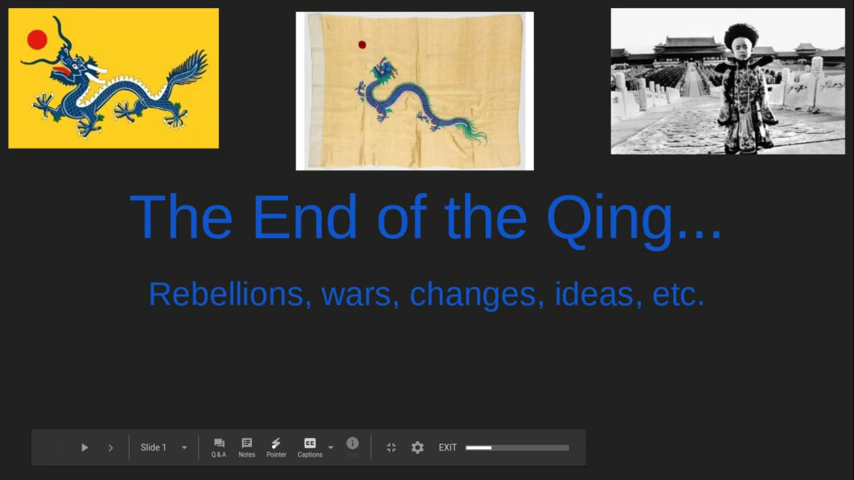 The End of the Qing...
Rebellions, wars, changes, ideas, etc.
Slide 1
Q & A
Notes
Pointer
Captions
CC
EXIT